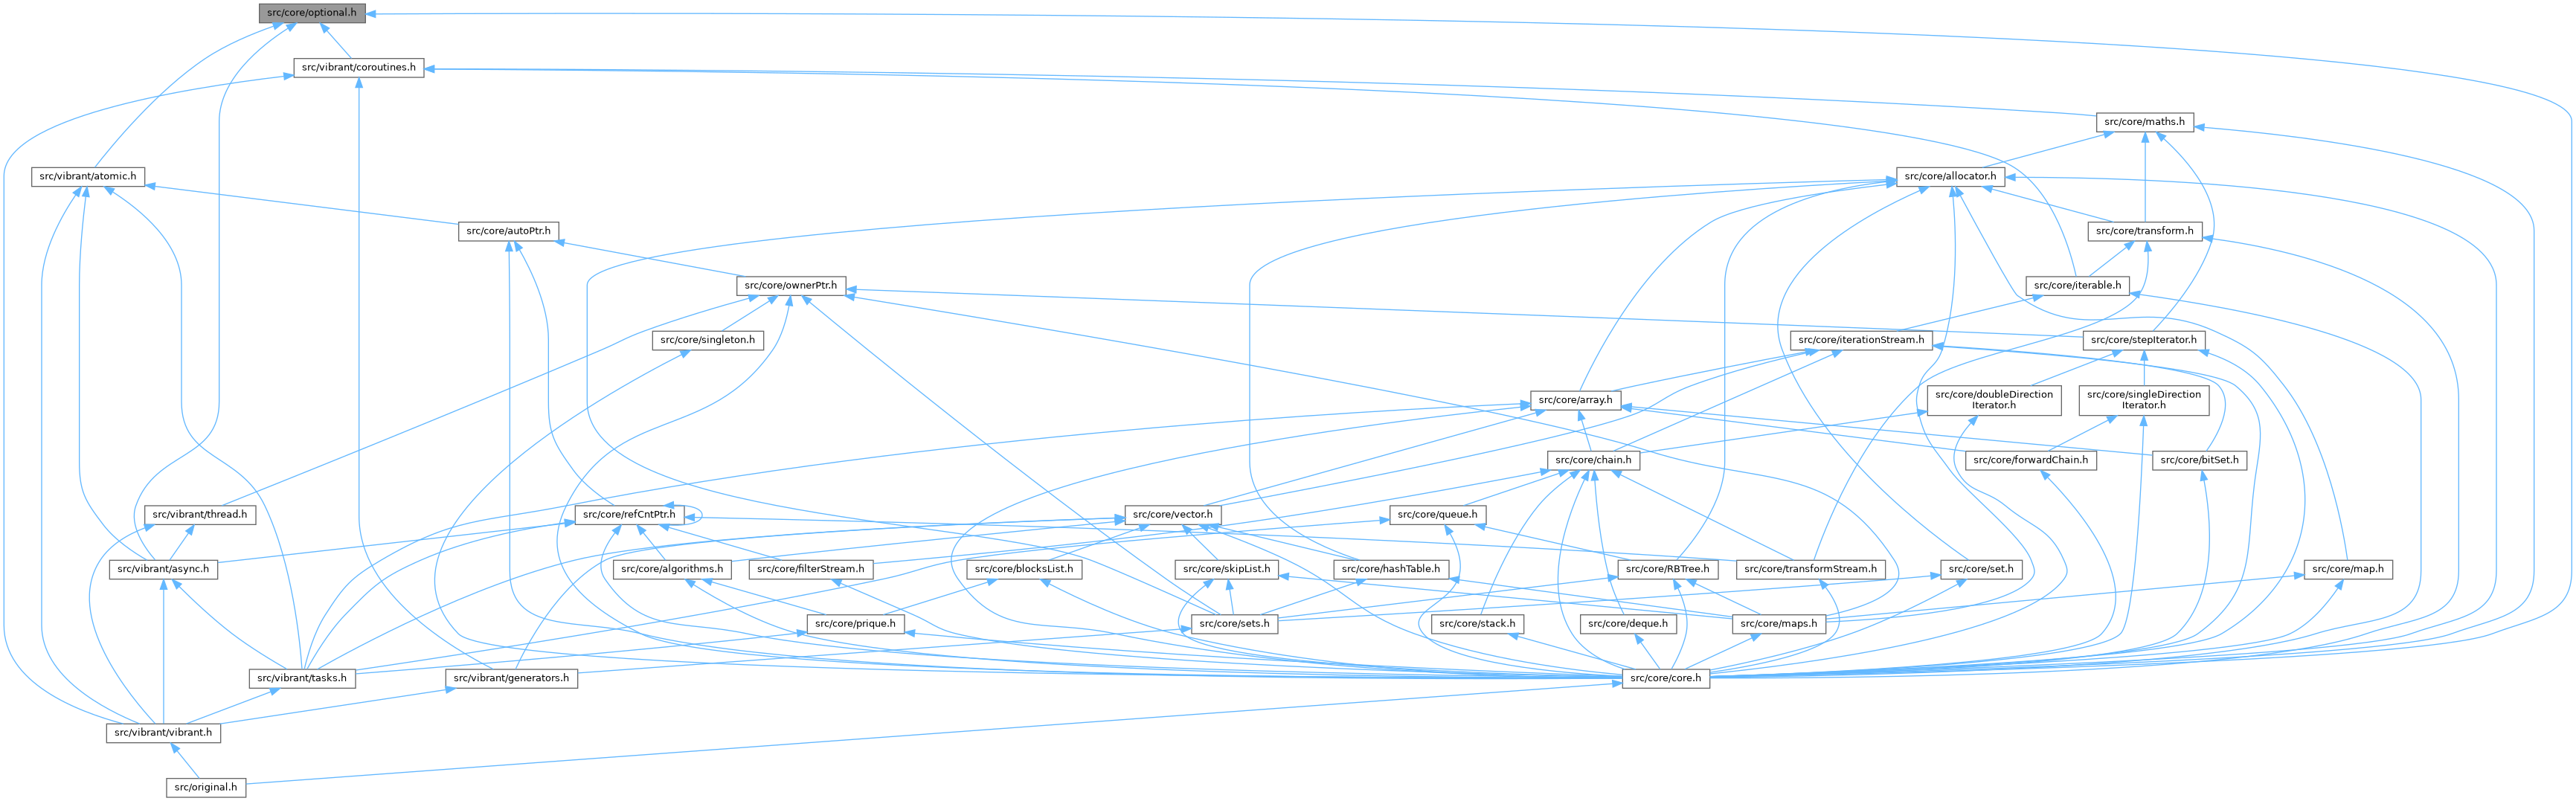 src/core/optional.h
src/vibrant/coroutines.h
src/core/maths.h
src/vibrant/atomic.h
src/core/allocator.h
src/core/autoPtr.h
src/core/transform.h
src/core/ownerPtr.h
src/core/iterable.h
src/core/singleton.h
src/core/iterationStream.h
src/core/stepIterator.h
src/core/array.h
src/core/doubleDirection
Iterator.h
src/core/singleDirection
Iterator.h
src/core/chain.h
src/core/forwardChain.h
src/core/bitSet.h
src/vibrant/thread.h
src/core/refCntPtr.h
src/core/vector.h
src/core/queue.h
src/vibrant/async.h
src/core/algorithms.h
src/core/filterStream.h
src/core/blocksList.h
src/core/skipList.h
src/core/hashTable.h
src/core/RBTree.h
src/core/transformStream.h
src/core/set.h
src/core/map.h
src/core/prique.h
src/core/sets.h
src/core/stack.h
src/core/deque.h
src/core/maps.h
src/vibrant/tasks.h
src/vibrant/generators.h
src/core/core.h
src/vibrant/vibrant.h
src/original.h